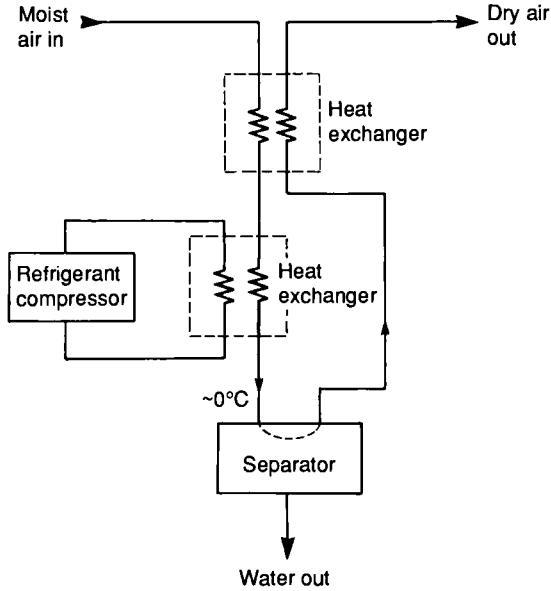 Moist
air in
Dry air
out
Heat
exchanger
Refrigerant
compressor
Heat
exchanger
~0°C
Separator
Water out